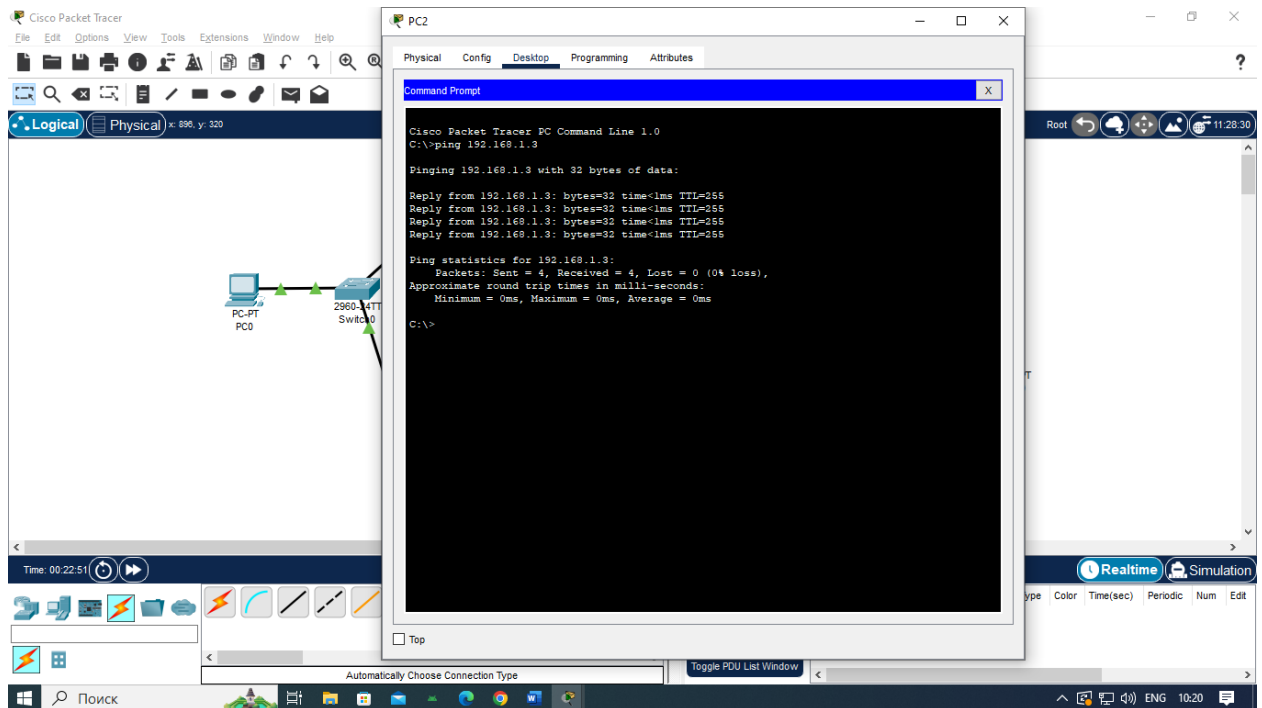 Cisco Packet Tracer
File Edit Options View Tools Extensions Window Help
?
Logical Physical x: 896, y: 320
Root 11:28:30
PC2
Physical Config Desktop Programming Attributes
Command Prompt
X
Cisco Packet Tracer PC Command Line 1.0
C:\>ping 192.168.1.3
Pinging 192.168.1.3 with 32 bytes of data:
Reply from 192.168.1.3: bytes=32 time<1ms TTL=255
Reply from 192.168.1.3: bytes=32 time<1ms TTL=255
Reply from 192.168.1.3: bytes=32 time<1ms TTL=255
Reply from 192.168.1.3: bytes=32 time<1ms TTL=255
Ping statistics for 192.168.1.3:
Packets: Sent = 4, Received = 4, Lost = 0 (0% loss),
Approximate round trip times in milli-seconds:
Minimum = 0ms, Maximum = 0ms, Average = 0ms
C:\>
Top
PC-PT
PC0
2960-24TT
Switch0
T
Time: 00:22:51
Realtime Simulation
ype Color Time(sec) Periodic Num Edit
Automatically Choose Connection Type
Toggle PDU List Window
Поиск
ENG 10:20